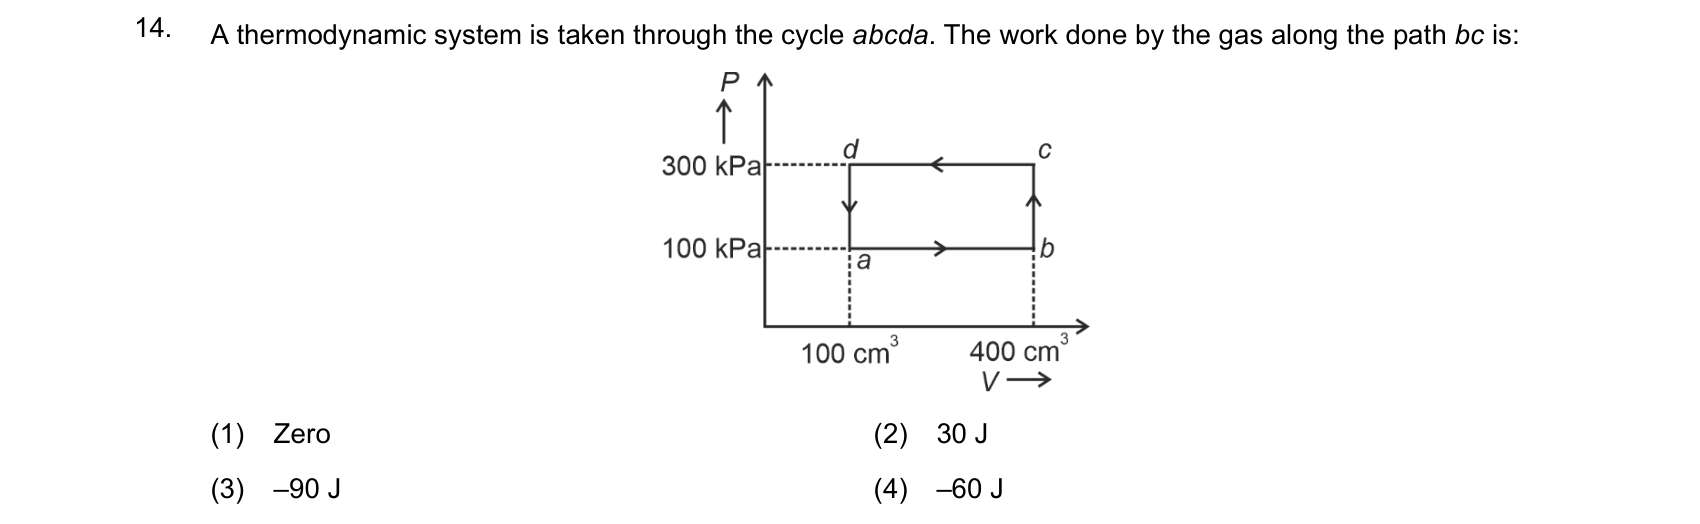 14. A thermodynamic system is taken through the cycle abcda. The work done by the gas along the path bc is:
P
d
c
300 kPa
100 kPa
a
b
100 cm³
400 cm³
V
(1) Zero
(2) 30 J
(3) –90 J
(4) –60 J